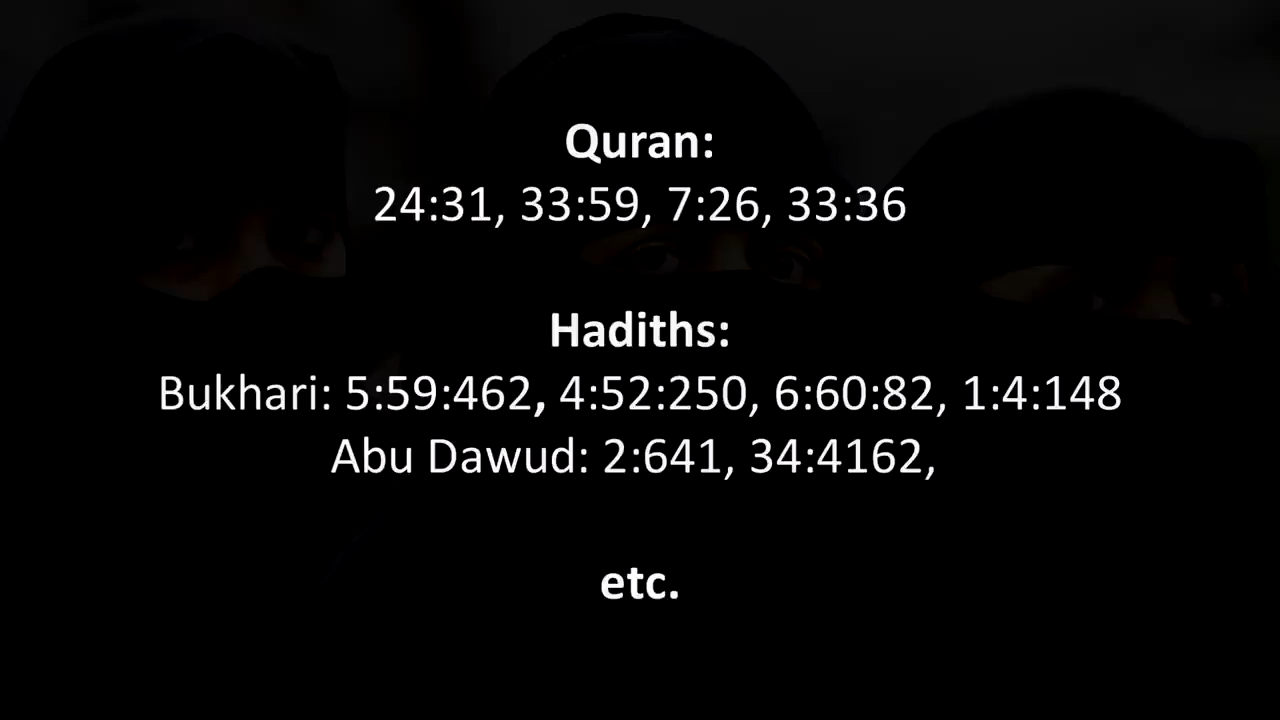 Quran:
24:31, 33:59, 7:26, 33:36
Hadiths:
Bukhari: 5:59:462, 4:52:250, 6:60:82, 1:4:148
Abu Dawud: 2:641, 34:4162,
etc.